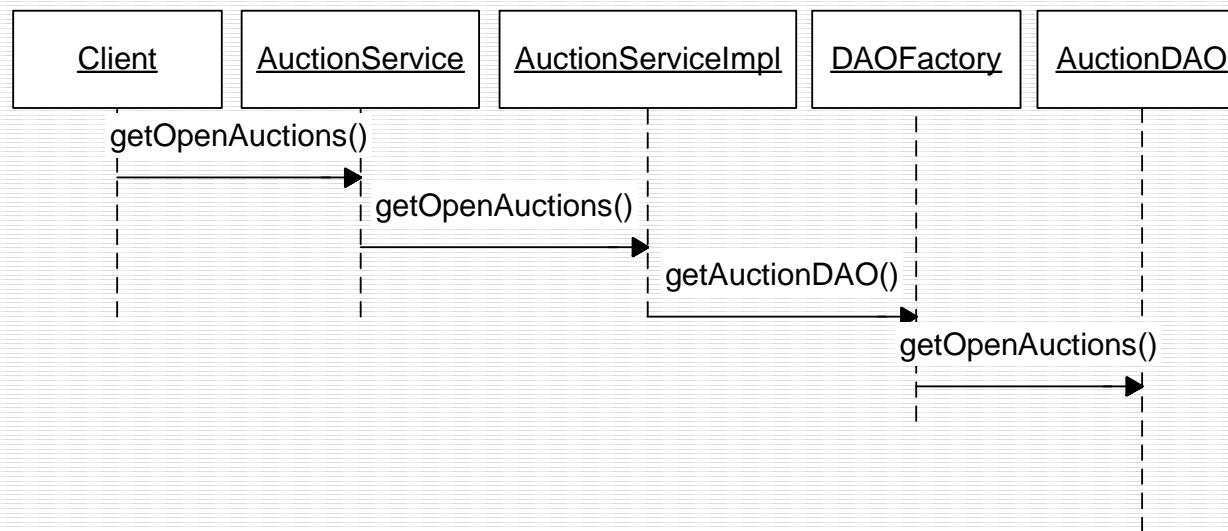 Client
AuctionService
AuctionServiceImpl
DAOFactory
AuctionDAO
getOpenAuctions()
getOpenAuctions()
getAuctionDAO()
getOpenAuctions()